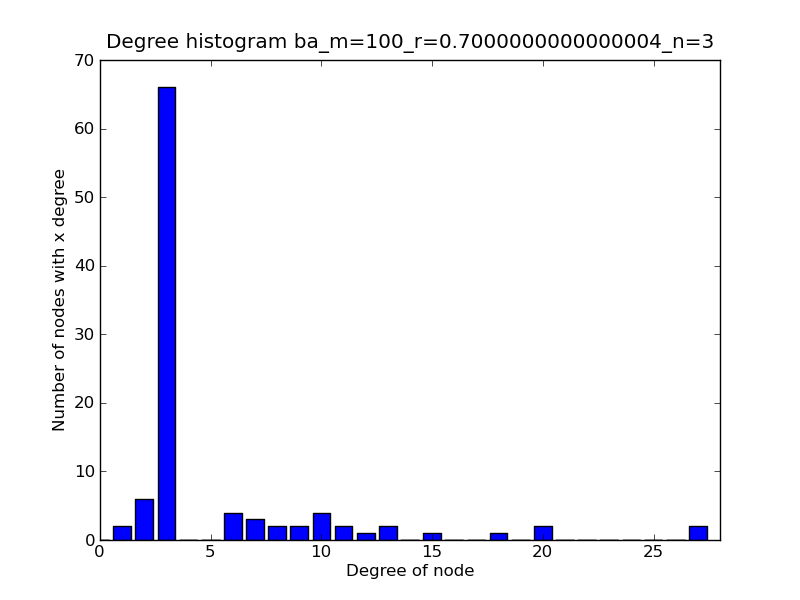 Degree histogram ba_m=100_r=0.7000000000000004_n=3
70
60
50
40
30
20
10
0
Number of nodes with x degree
0 5 10 15 20 25
Degree of node